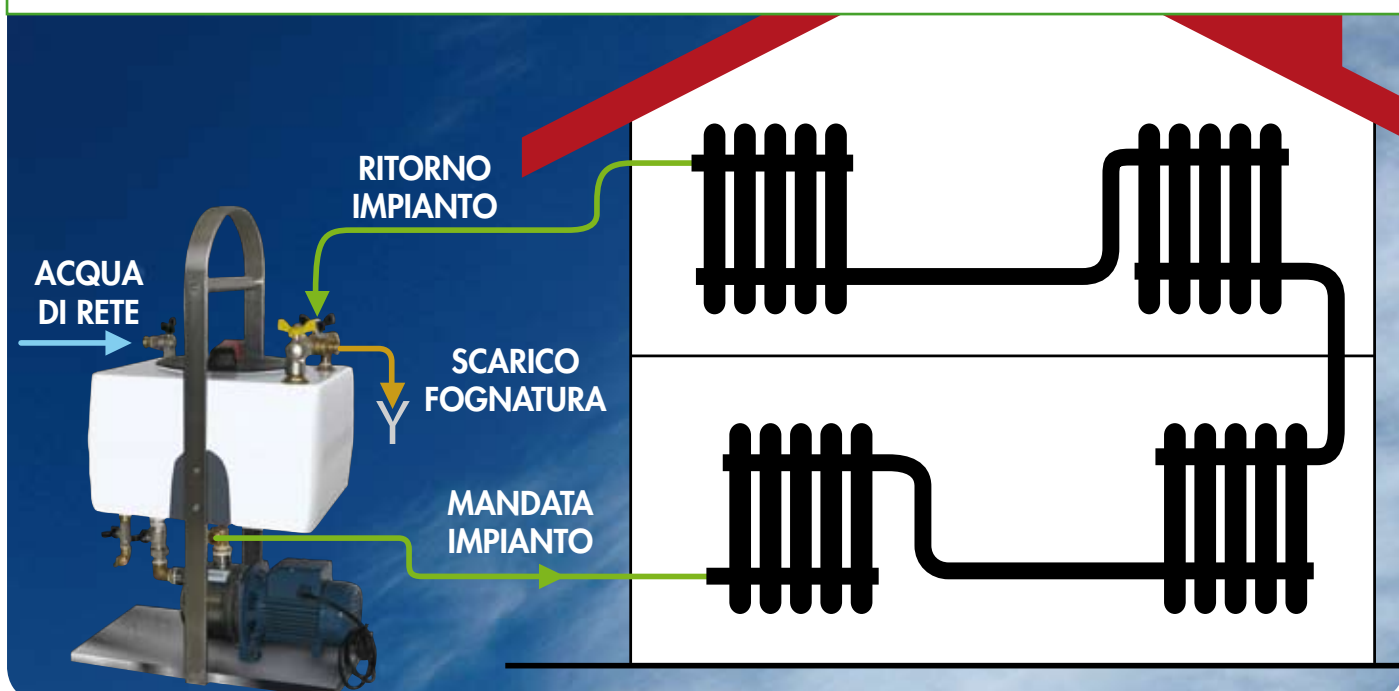 RITORNO
IMPIANTO
ACQUA
DI RETE
SCARICO
FOGNATURA
MANDATA
IMPIANTO